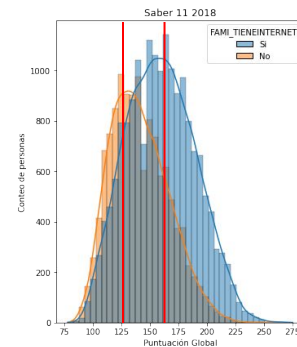 Saber 11 2018
FAMI_TIENEINTERNET
Si
No
Conteo de personas
1000
800
600
400
200
0
75 100 125 150 175 200 225 250 275
Puntuación Global